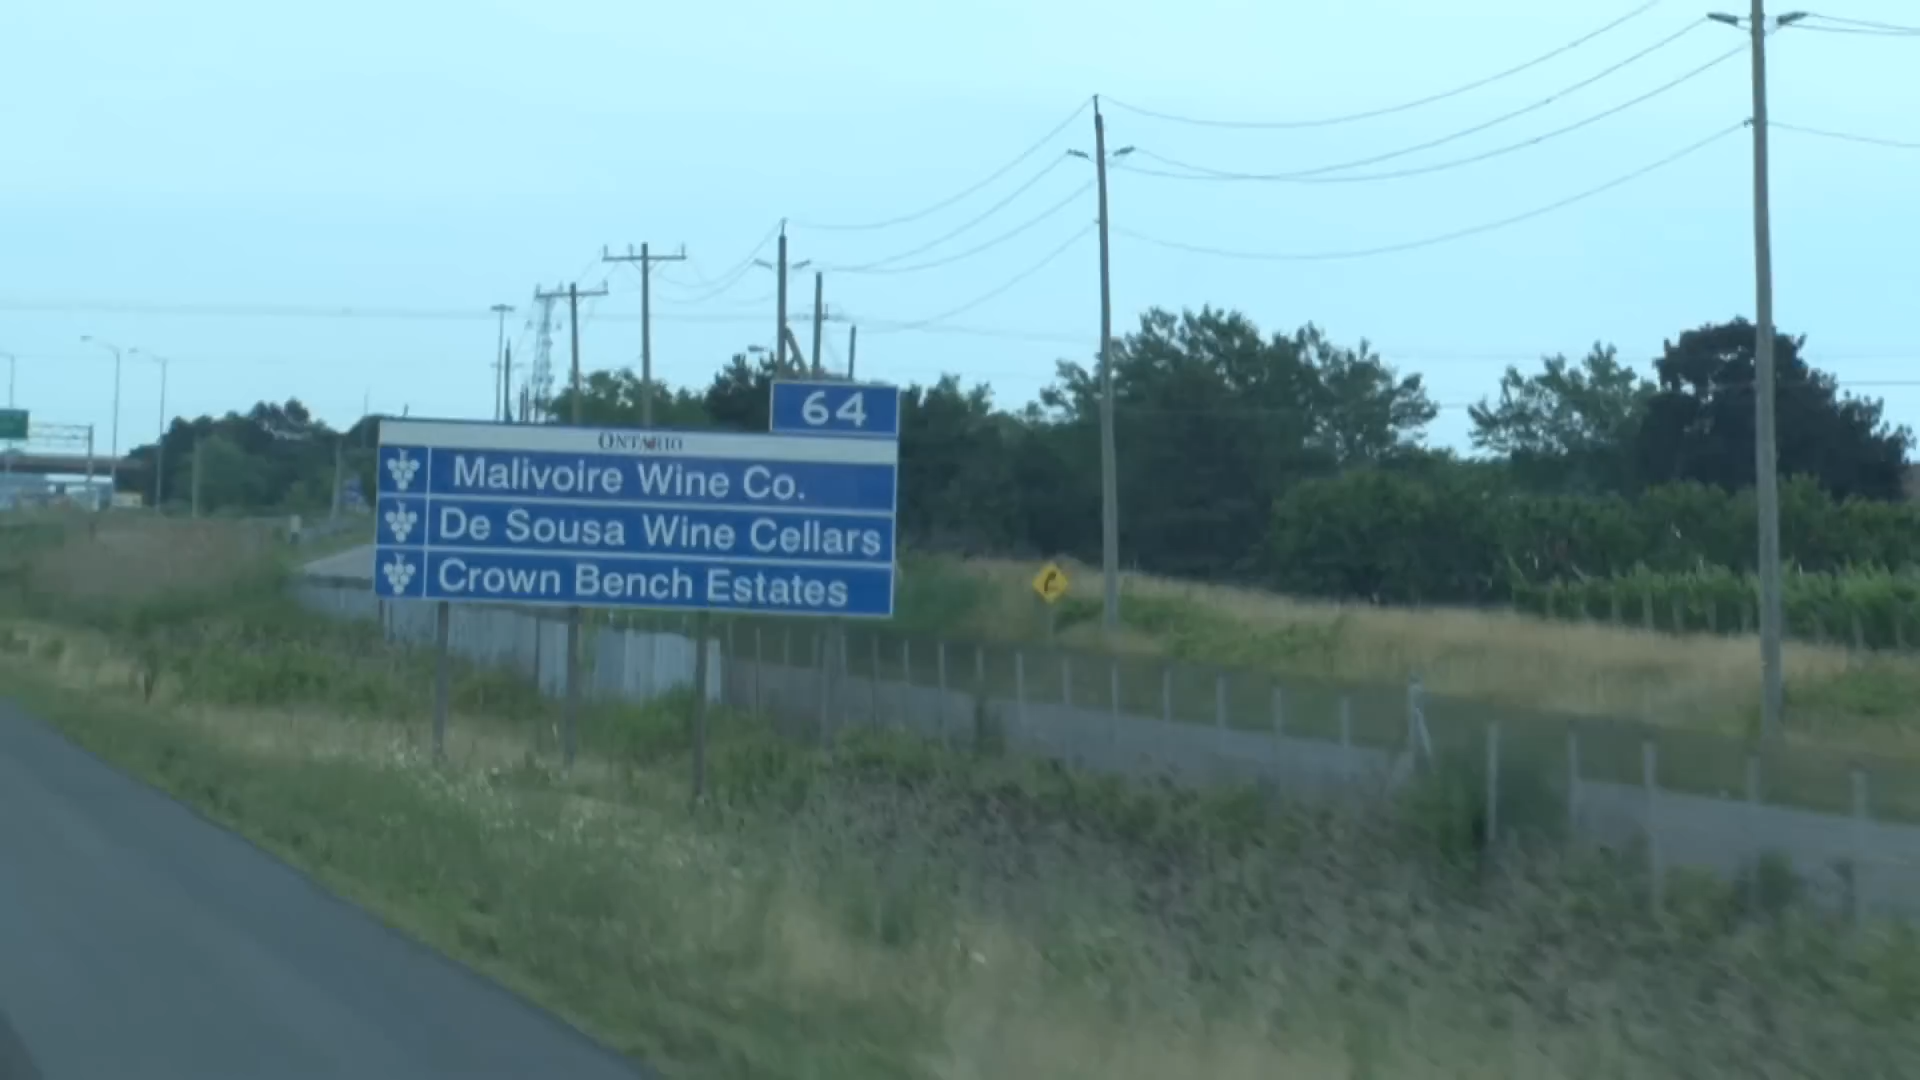 64
ONTARIO
Malivoire Wine Co.
De Sousa Wine Cellars
Crown Bench Estates